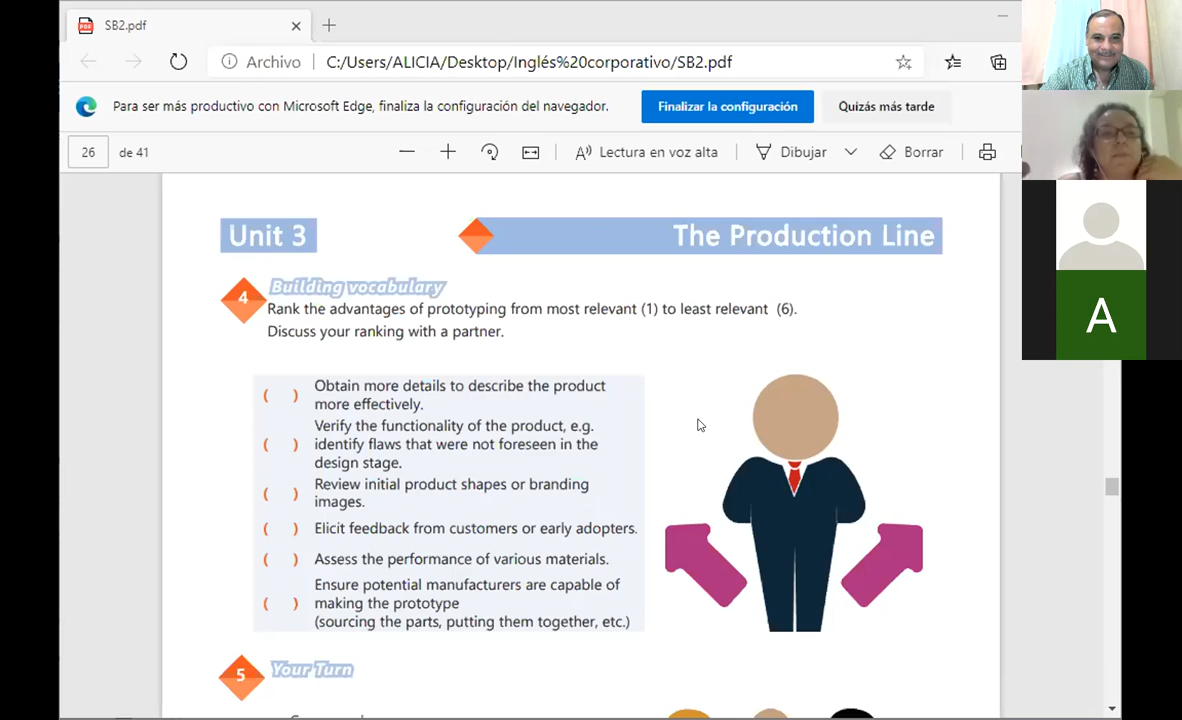 SB2.pdf
Archivo C:/Users/ALICIA/Desktop/Inglés%20corporativo/SB2.pdf
Para ser más productivo con Microsoft Edge, finaliza la configuración del navegador. Finalizar la configuración Quizás más tarde
26 de 41 Lectura en voz alta Dibujar Borrar
Unit 3 The Production Line
4 Building vocabulary
Rank the advantages of prototyping from most relevant (1) to least relevant (6).
Discuss your ranking with a partner.
( ) Obtain more details to describe the product
more effectively.
( ) Verify the functionality of the product, e.g.
identify flaws that were not foreseen in the
design stage.
( ) Review initial product shapes or branding
images.
( ) Elicit feedback from customers or early adopters.
( ) Assess the performance of various materials.
( ) Ensure potential manufacturers are capable of
making the prototype
(sourcing the parts, putting them together, etc.)
5 Your Turn
A